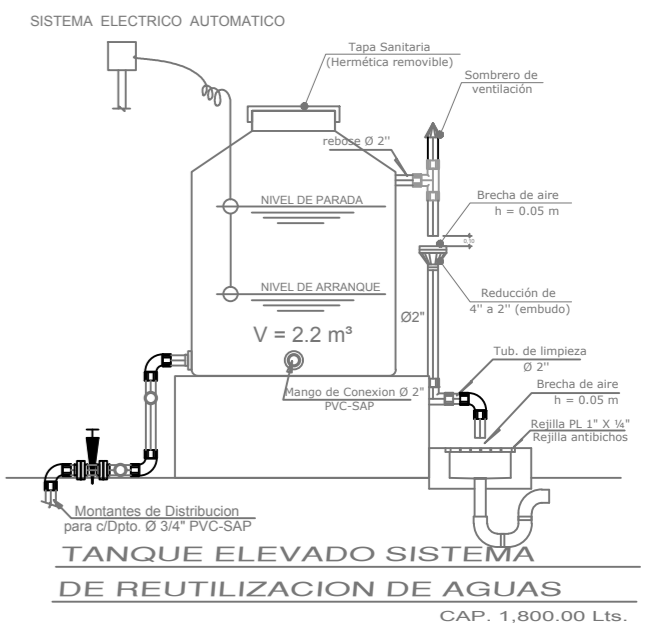 SISTEMA ELECTRICO AUTOMATICO
Tapa Sanitaria
(Hermética removible)
Sombrero de
ventilación
rebose Ø 2"
NIVEL DE PARADA
Brecha de aire
h = 0.05 m
0,10
NIVEL DE ARRANQUE
Reducción de
4" a 2" (embudo)
Ø2"
V = 2.2 m³
Tub. de limpieza
Ø 2"
Mango de Conexion Ø 2"
PVC-SAP
Brecha de aire
h = 0.05 m
Rejilla PL 1" X ¼"
Rejilla antibichos
Montantes de Distribucion
para c/Dpto. Ø 3/4" PVC-SAP
TANQUE ELEVADO SISTEMA
DE REUTILIZACION DE AGUAS
CAP. 1,800.00 Lts.